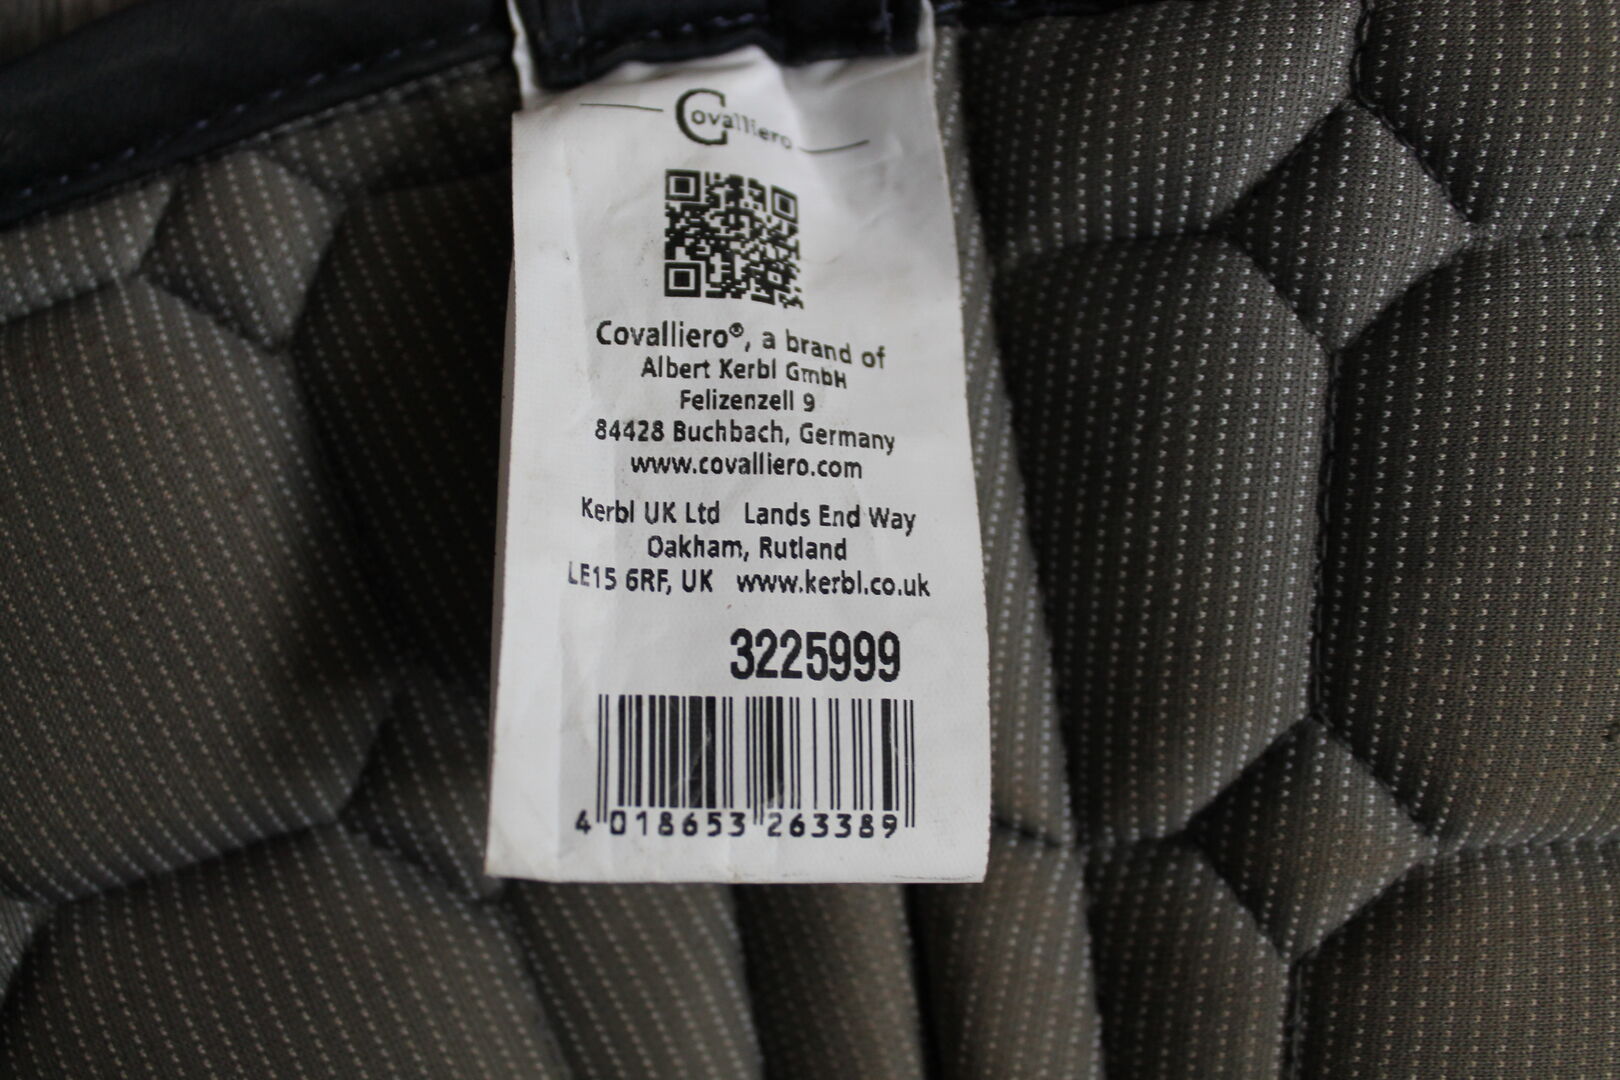 Covalliero
Covalliero®, a brand of
Albert Kerbl GmbH
Felizenzell 9
84428 Buchbach, Germany
www.covalliero.com
Kerbl UK Ltd Lands End Way
Oakham, Rutland
LE15 6RF, UK www.kerbl.co.uk
3225999
4 018653 263389